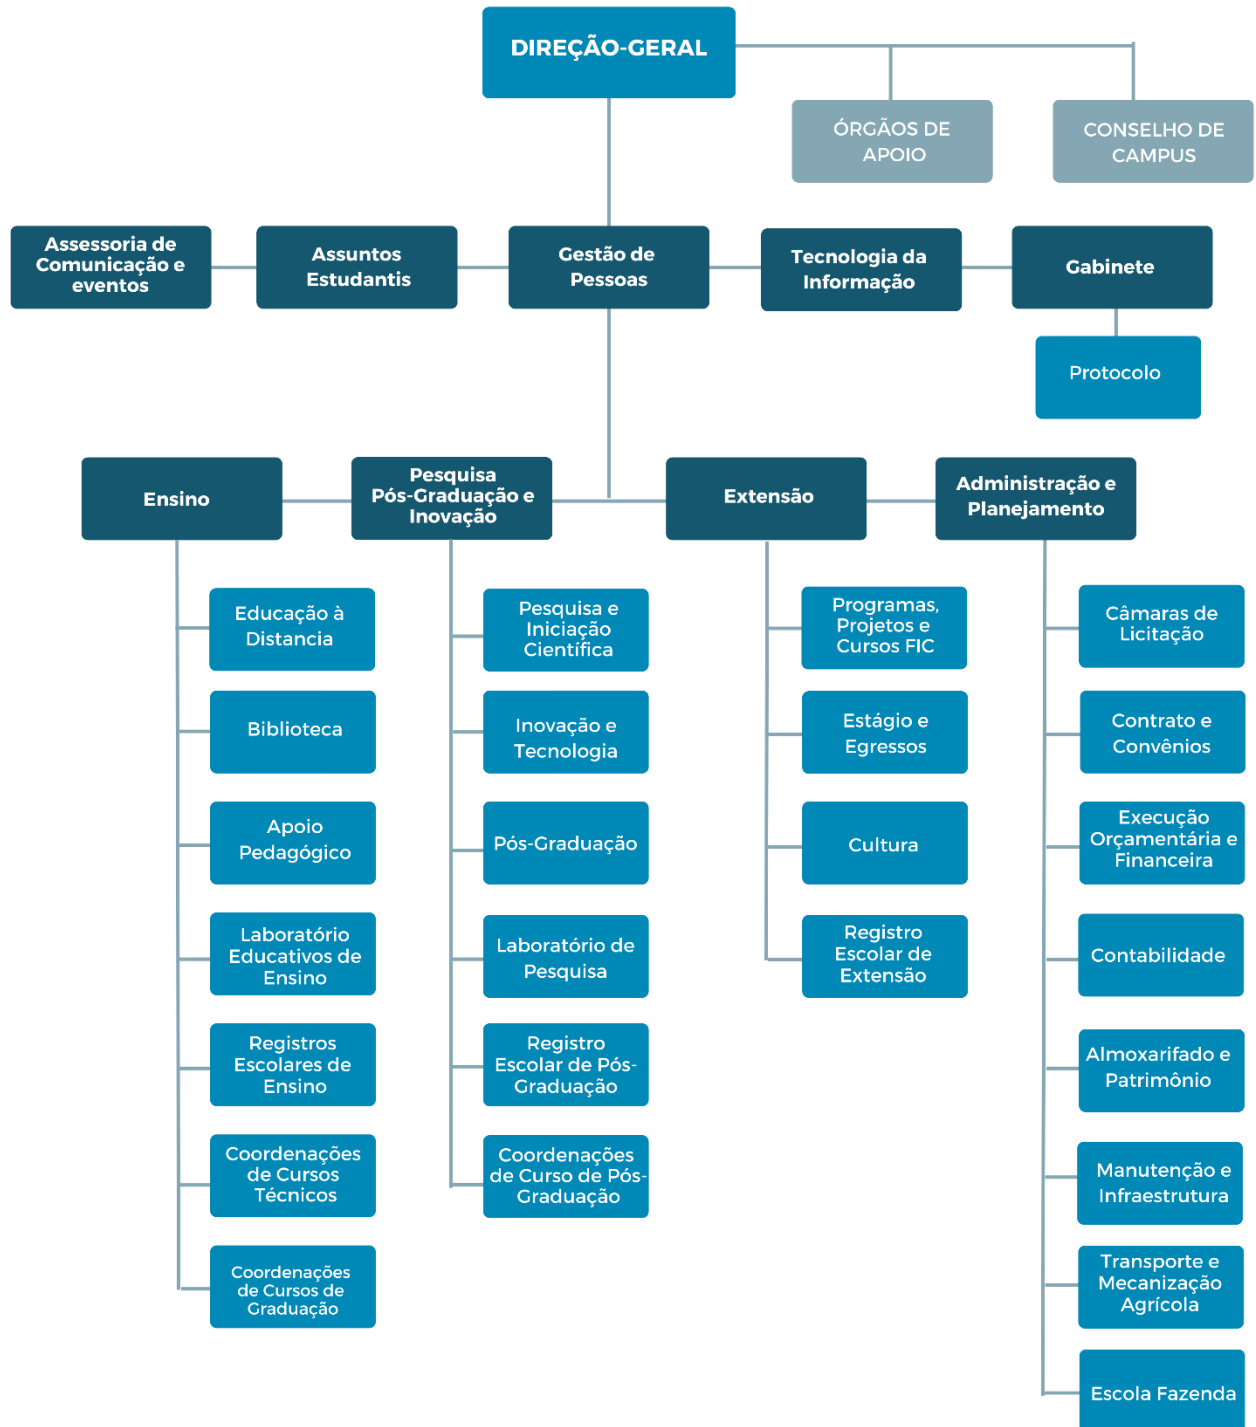 DIREÇÃO-GERAL
ÓRGÃOS DE
APOIO
CONSELHO DE
CAMPUS
Assessoria de
Comunicação e
eventos
Assuntos
Estudantis
Gestão de
Pessoas
Tecnologia da
Informação
Gabinete
Protocolo
Ensino
Pesquisa
Pós-Graduação e
Inovação
Extensão
Administração e
Planejamento
Educação à
Distancia
Biblioteca
Apoio
Pedagógico
Laboratório
Educativos de
Ensino
Registros
Escolares de
Ensino
Coordenações
de Cursos
Técnicos
Coordenações
de Cursos de
Graduação
Pesquisa e
Iniciação
Científica
Inovação e
Tecnologia
Pós-Graduação
Laboratório de
Pesquisa
Registro
Escolar de Pós-
Graduação
Coordenações
de Curso de Pós-
Graduação
Programas,
Projetos e
Cursos FIC
Estágio e
Egressos
Cultura
Registro
Escolar de
Extensão
Câmaras de
Licitação
Contrato e
Convênios
Execução
Orçamentária e
Financeira
Contabilidade
Almoxarifado e
Patrimônio
Manutenção e
Infraestrutura
Transporte e
Mecanização
Agrícola
Escola Fazenda